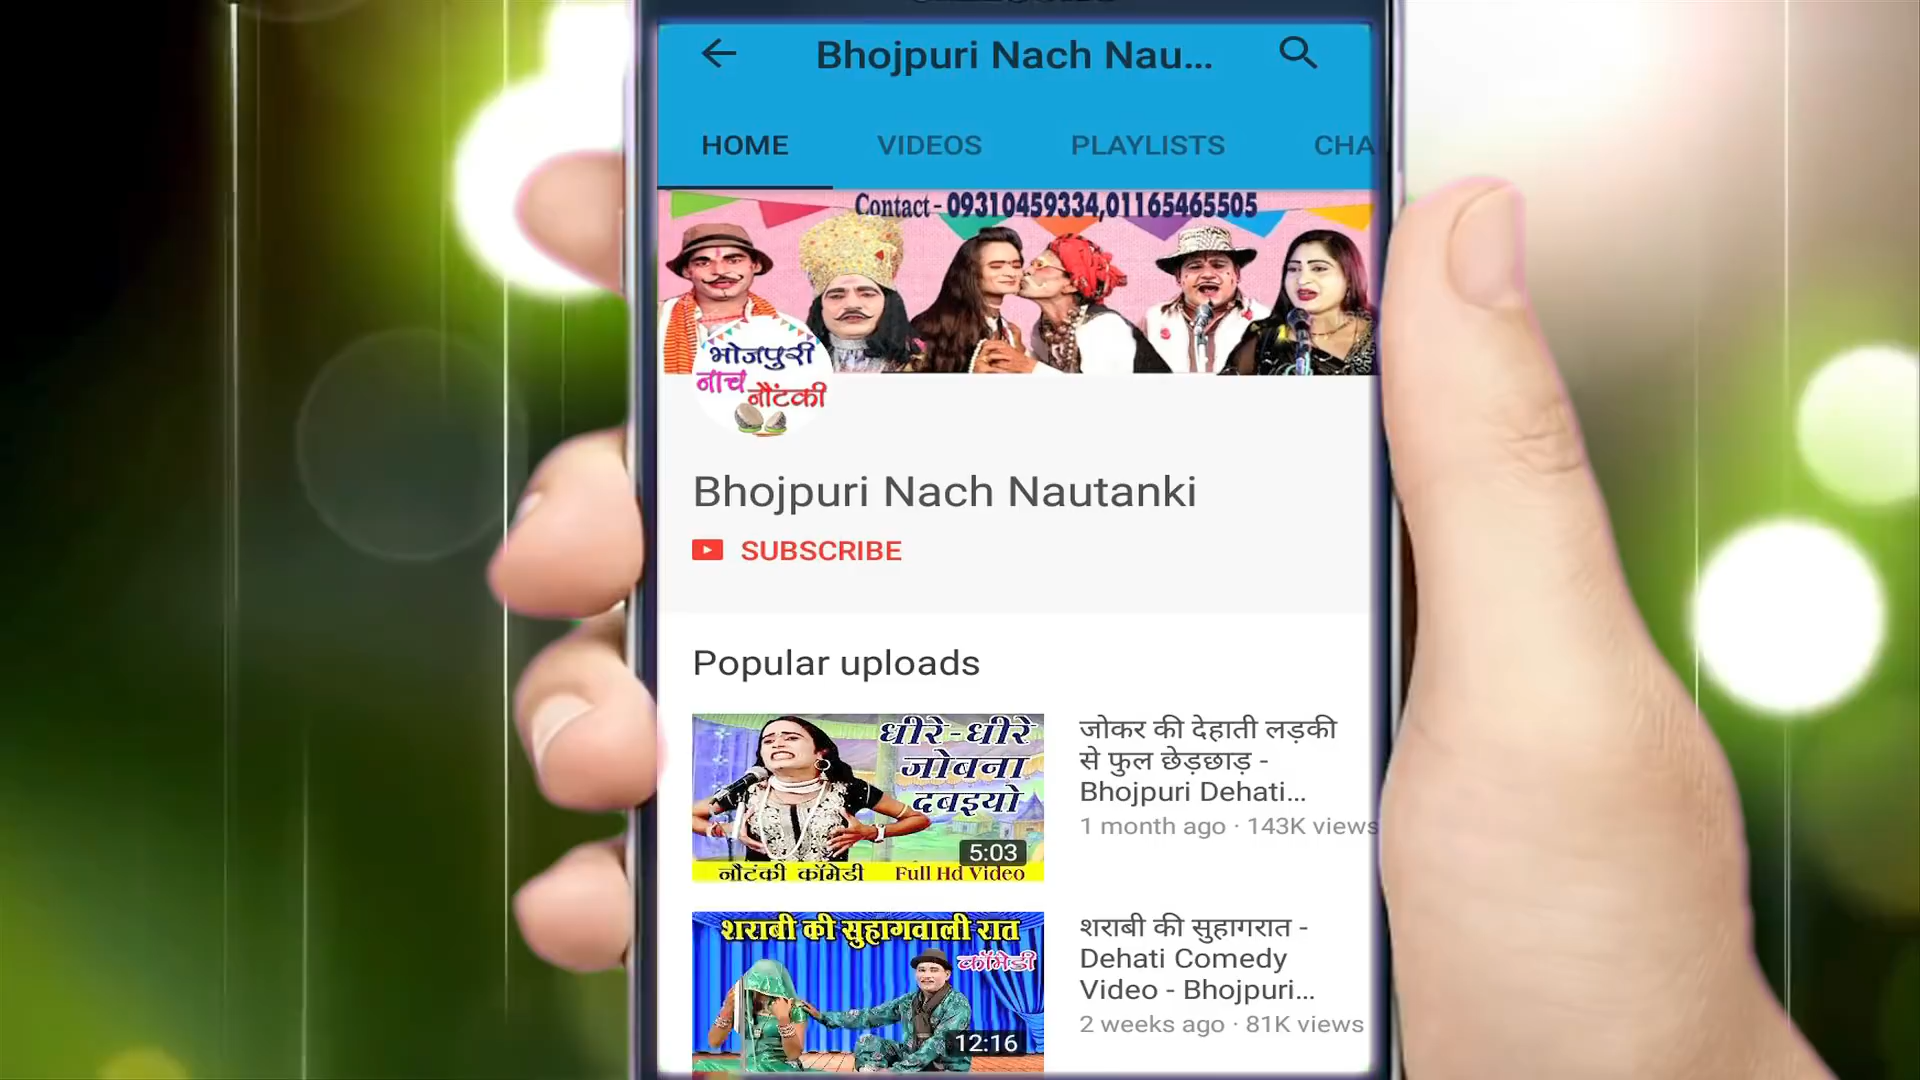 Bhojpuri Nach Nau...
HOME VIDEOS PLAYLISTS CHA
Contact - 09310459334,01165465505
भोजपुरी
नाच
नौटंकी
Bhojpuri Nach Nautanki
SUBSCRIBE
Popular uploads
धीरे-धीरे
जोबना
दबइयो
5:03
नौटंकी कॉमेडी Full Hd Video
जोकर की देहाती लड़की
से फुल छेड़छाड़ -
Bhojpuri Dehati...
1 month ago · 143K views
शराबी की सुहागवाली रात
कॉमेडी
12:16
शराबी की सुहागरात -
Dehati Comedy
Video - Bhojpuri...
2 weeks ago · 81K views